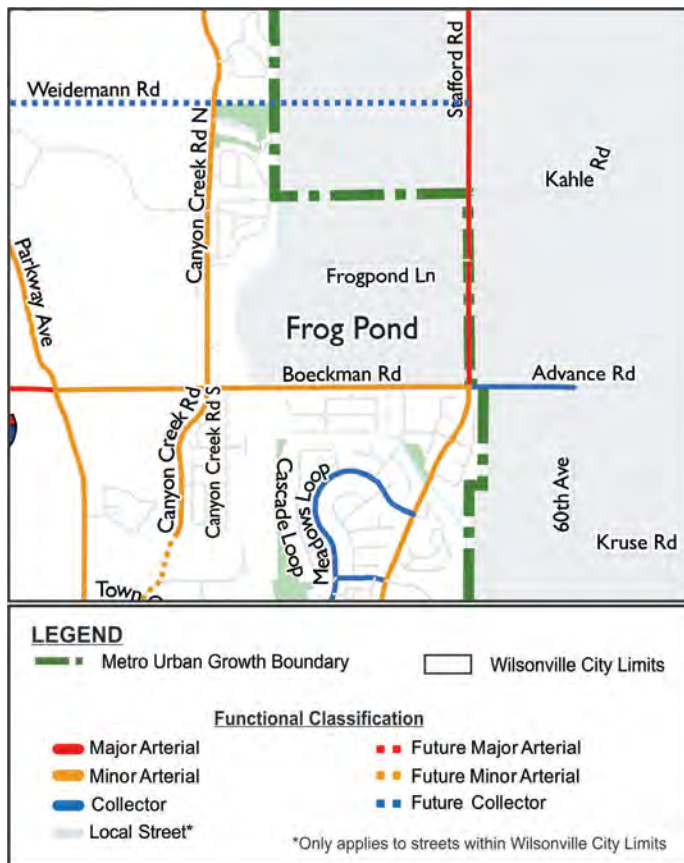 Weidemann Rd
Stafford Rd
Kahle Rd
Canyon Creek Rd N
Parkway Ave
Frogpond Ln
Frog Pond
Boeckman Rd
Advance Rd
Canyon Creek Rd
Canyon Creek Rd S
Cascade Loop
Meadows Loop
60th Ave
Kruse Rd
Town
LEGEND
Metro Urban Growth Boundary
Wilsonville City Limits
Functional Classification
Major Arterial
Future Major Arterial
Minor Arterial
Future Minor Arterial
Collector
Future Collector
Local Street*
*Only applies to streets within Wilsonville City Limits